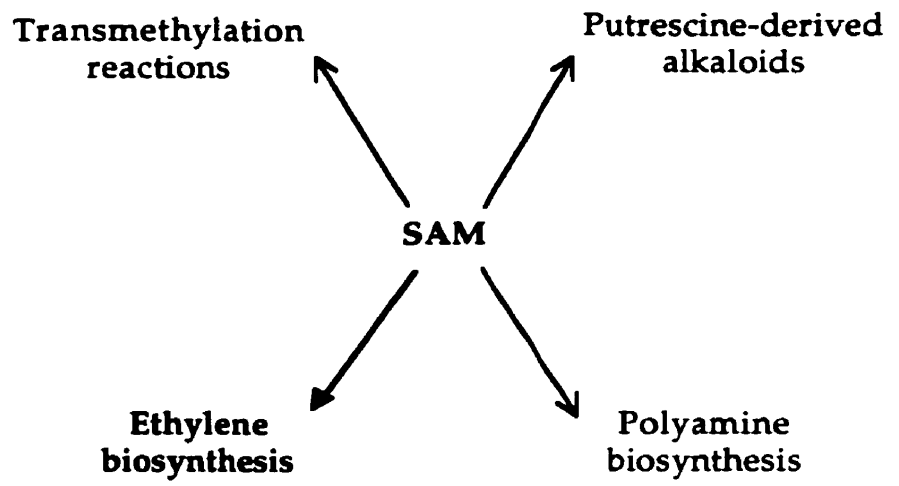 Transmethylation
reactions
Putrescine-derived
alkaloids
SAM
Ethylene
biosynthesis
Polyamine
biosynthesis